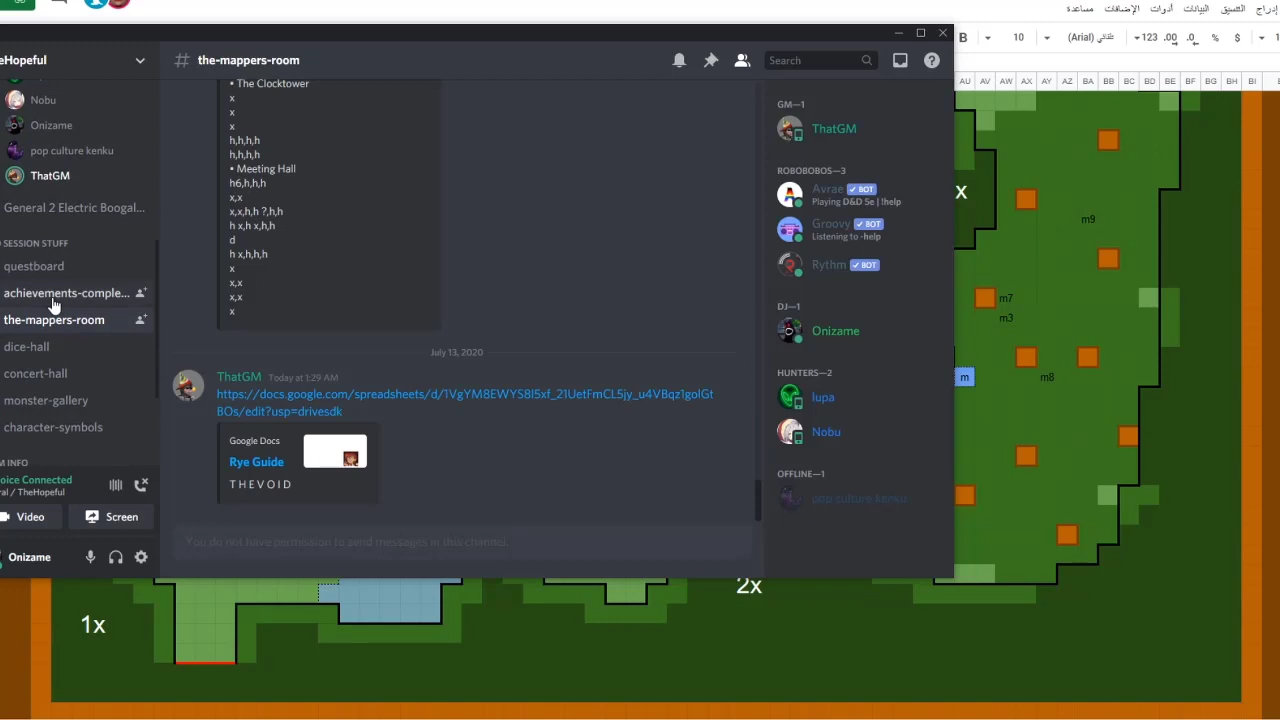 إدراج التنسيق البيانات أدوات الإضافات مساعدة
B 10 تلقائي (Arial) 123 .00 .0 % $
eHopeful
Nobu
Onizame
pop culture kenku
ThatGM
General 2 Electric Boogal...
SESSION STUFF
questboard
achievements-comple...
the-mappers-room
dice-hall
concert-hall
monster-gallery
character-symbols
M INFO
oice Connected
ral / TheHopeful
Video
Screen
Onizame
# the-mappers-room
Search
• The Clocktower
x
x
x
h,h,h,h
h,h,h,h
• Meeting Hall
h6,h,h,h
x,x
x,x,h,h ?,h,h
h x,h x,h,h
d
h x,h,h,h
x
x,x
x,x
x
July 13, 2020
ThatGM Today at 1:29 AM
https://docs.google.com/spreadsheets/d/1VgYM8EWYS8l5xf_21UetFmCL5jy_u4VBqz1golGt
BOs/edit?usp=drivesdk
Google Docs
Rye Guide
T H E V O I D
You do not have permission to send messages in this channel.
GM—1
ThatGM
ROBOBOBOS—3
Avrae BOT
Playing D&D 5e | !help
Groovy BOT
Listening to -help
Rythm BOT
DJ—1
Onizame
HUNTERS—2
lupa
Nobu
OFFLINE—1
pop culture kenku
AU AV AW AX AY AZ BA BB BC BD BE BF BG BH BI
x
m9
m7
m3
m
m8
1x
2x